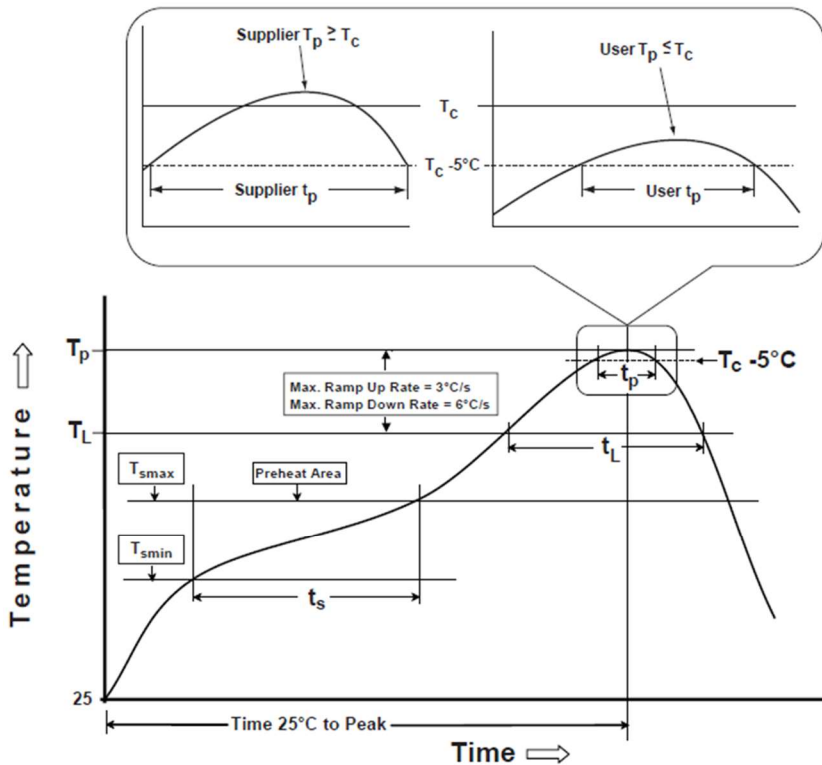 Supplier Tp ≥ Tc
User Tp ≤ Tc
Tc
Tc -5°C
Supplier tp
User tp
Tp
Tc -5°C
tp
Max. Ramp Up Rate = 3°C/s
Max. Ramp Down Rate = 6°C/s
TL
tL
Tsmax
Preheat Area
Tsmin
ts
Temperature
25
Time 25°C to Peak
Time